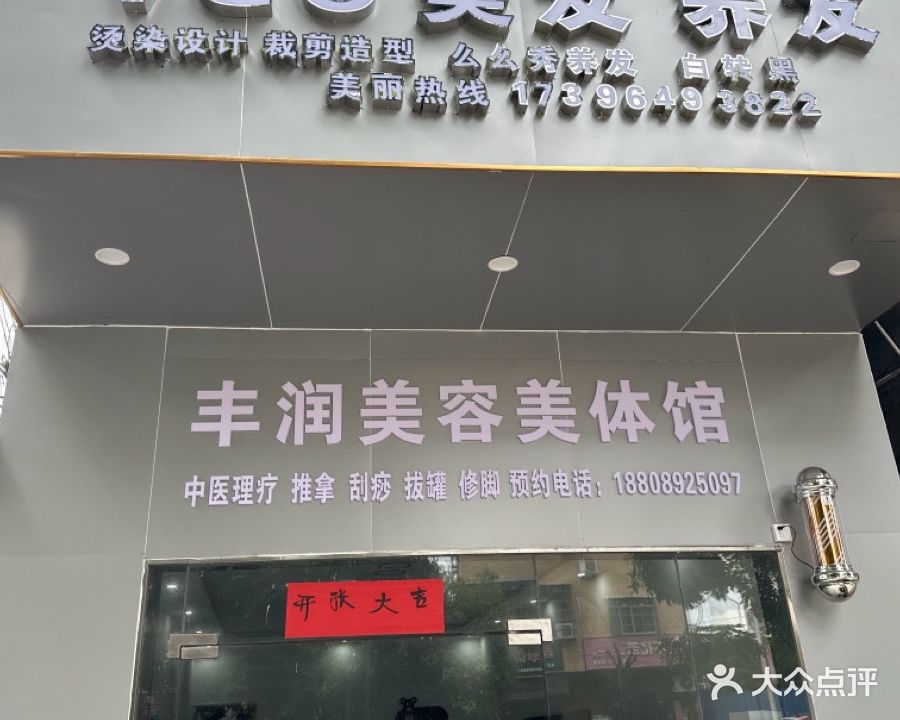 美发 养发
烫染设计 裁剪造型 么么秀养发 白转黑
美丽热线 17396493822
丰润美容美体馆
中医理疗 推拿 刮痧 拔罐 修脚 预约电话：18808925097
开张大吉
大众点评